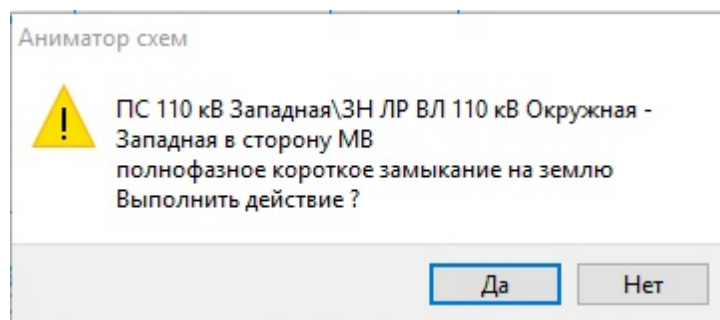 Аниматор схем
ПС 110 кВ Западная\ЗН ЛР ВЛ 110 кВ Окружная -
Западная в сторону МВ
полнофазное короткое замыкание на землю
Выполнить действие ?
Да
Нет